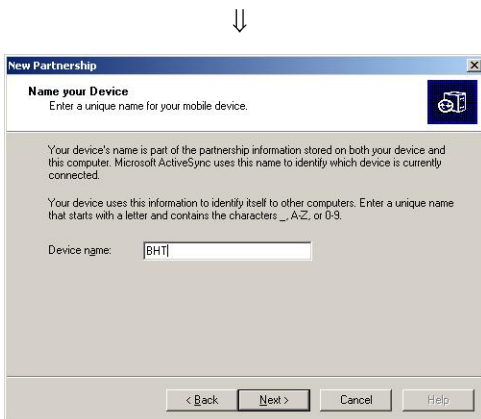 ⇓
New Partnership
Name your Device
Enter a unique name for your mobile device.
Your device's name is part of the partnership information stored on both your device and
this computer. Microsoft ActiveSync uses this name to identify which device is currently
connected.
Your device uses this information to identify itself to other computers. Enter a unique name
that starts with a letter and contains the characters _, A-Z, or 0-9.
Device name: BHT
< Back Next > Cancel Help